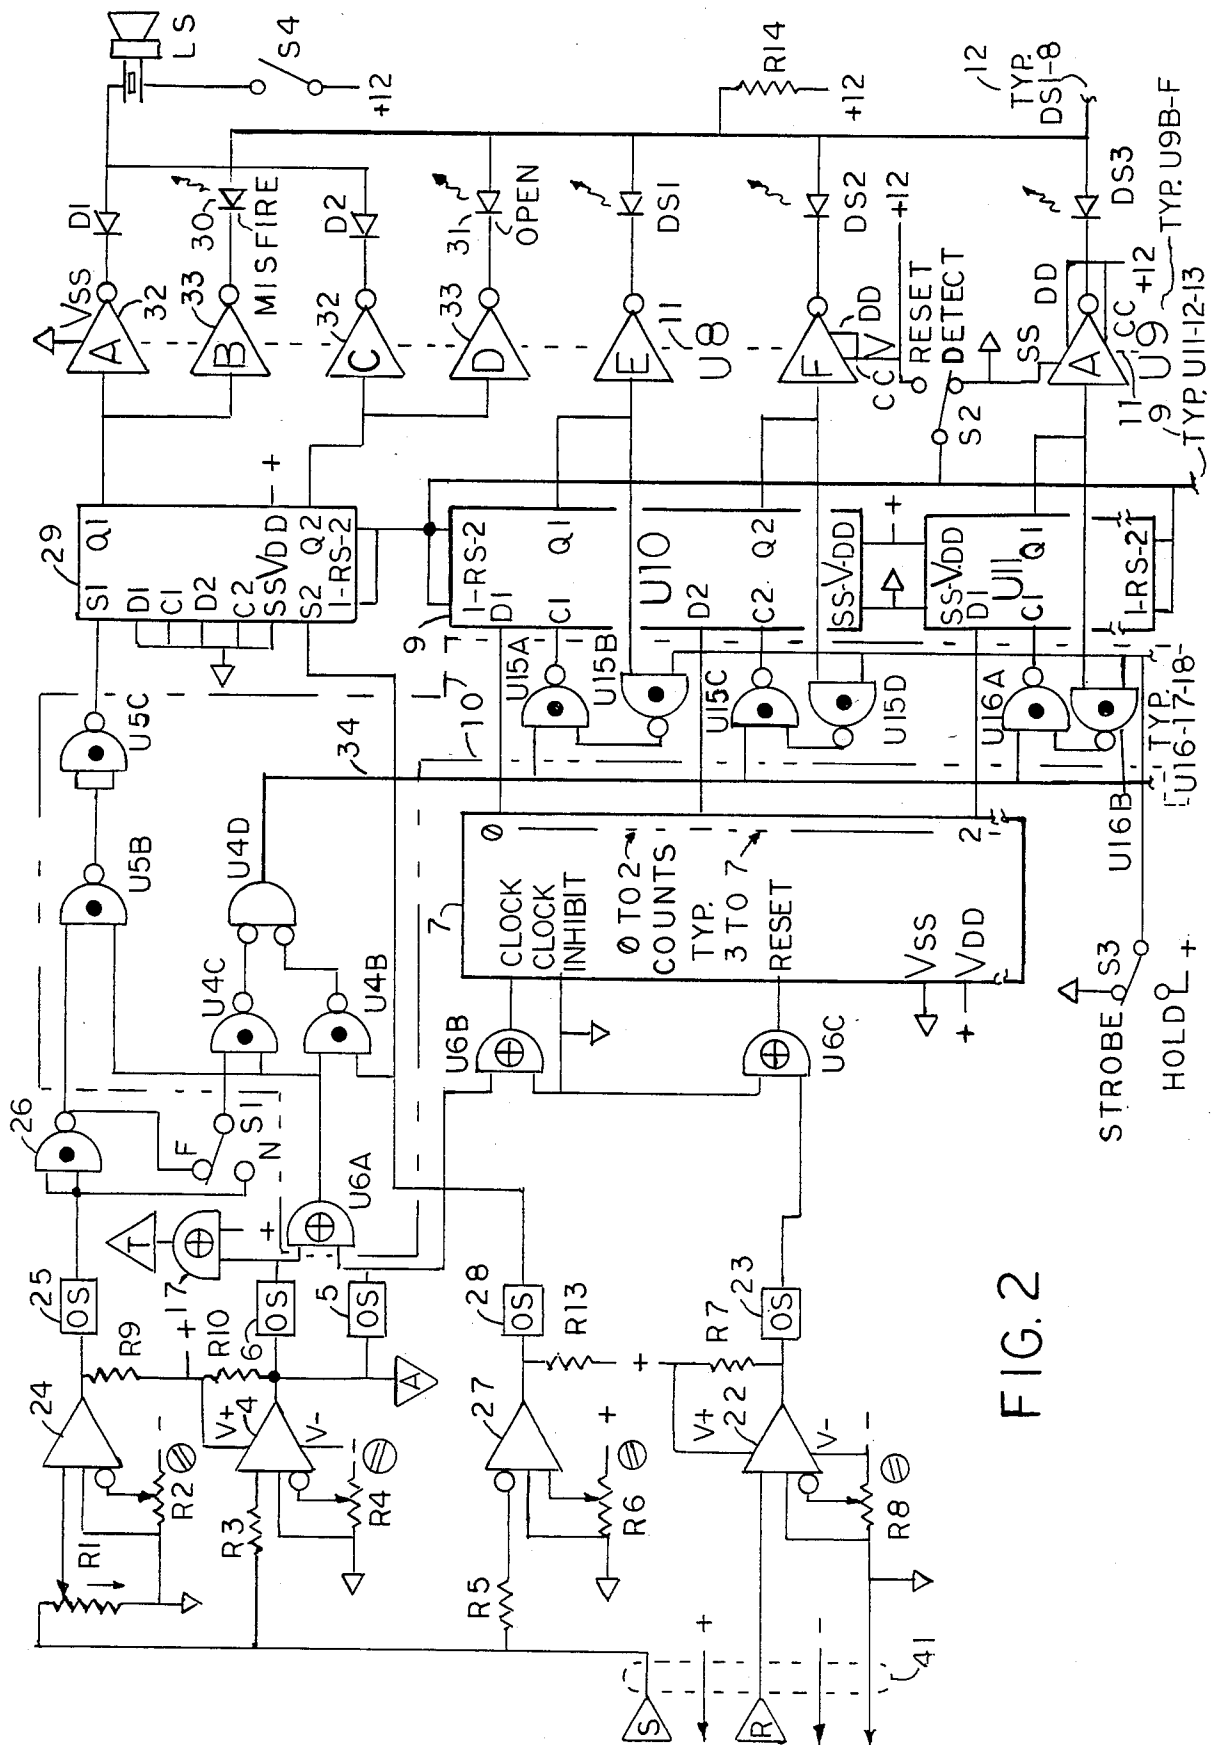 LS
S4
+12
R14
+12
12
TYP.
DS1-8
D1
30
MISFIRE
D2
31
OPEN
DS1
DS2
DS3
VSS
A
32
B
33
C
32
D
33
E
11
U8
F
DD
V
CC
+12
RESET
DETECT
S2
SS
DD
A
CC
+12
11
U9
TYP. U9B-F
9
TYP. U11-12-13
29
S1
Q1
D1
C1
D2
C2
SS VDD
- +
S2
Q2
1-RS-2
9
1-RS-2
D1
Q1
C1
U10
D2
C2
Q2
SS-V-DD
- +
SS-V-DD
D1
U11
C1
Q1
1-RS-2
U5C
7
U15A
U15B
10
U15C
U15D
U16A
U16B
TYP.
U16-17-18
34
U5B
U4D
U4C
U4B
7
CLOCK
CLOCK
INHIBIT
0
0 TO 2
COUNTS
TYP.
3 TO 7
RESET
2
VSS
VDD
+
U6B
U6C
STROBE
S3
HOLD
+
26
F
S1
N
U6A
T
17
+
25
OS
R9
+
R10
6
OS
5
OS
A
28
OS
R13
+
R7
23
OS
24
-
R2
R1
V+
4
V-
-
R4
R3
27
+
R6
R5
V+
22
V-
-
R8
S
+
R
-
41
FIG. 2